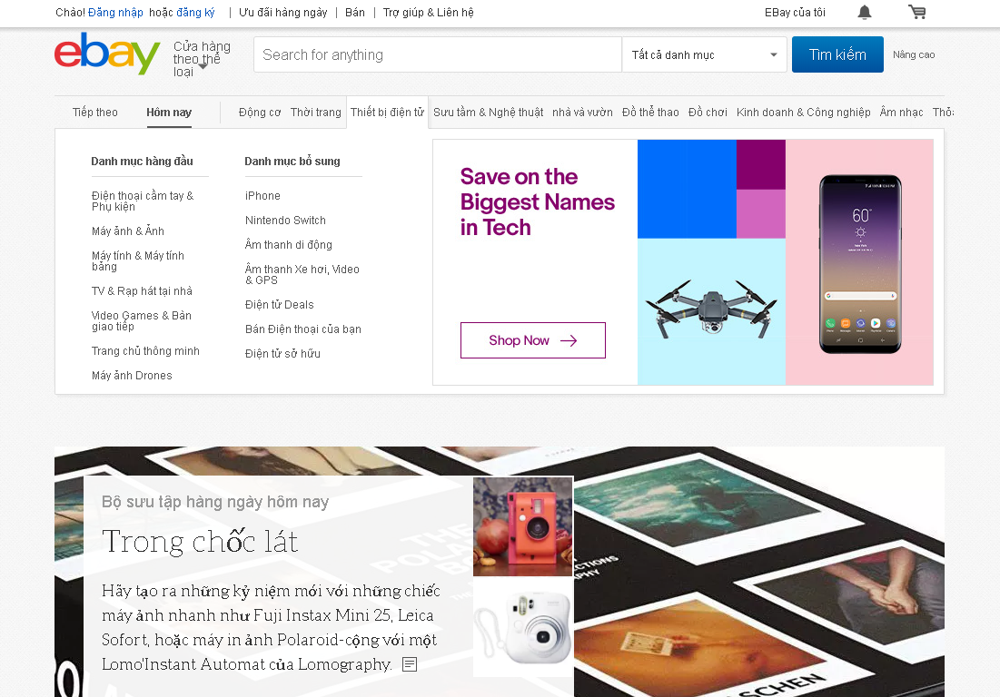 Chào! Đăng nhập hoặc đăng ký | Ưu đãi hàng ngày | Bán | Trợ giúp & Liên hệ EBay của tôi
ebay
Cửa hàng
theo thể
loại
Search for anything
Tất cả danh mục
Tìm kiếm
Nâng cao
Tiếp theo Hôm nay Động cơ Thời trang Thiết bị điện tử Sưu tầm & Nghệ thuật nhà và vườn Đồ thể thao Đồ chơi Kinh doanh & Công nghiệp Âm nhạc
Danh mục hàng đầu
Điện thoại cầm tay &
Phụ kiện
Máy ảnh & Ảnh
Máy tính & Máy tính
bảng
TV & Rạp hát tại nhà
Video Games & Bàn
giao tiếp
Trang chủ thông minh
Máy ảnh Drones
Danh mục bổ sung
iPhone
Nintendo Switch
Âm thanh di động
Âm thanh Xe hơi, Video
& GPS
Điện tử Deals
Bán Điện thoại của bạn
Điện tử sở hữu
Save on the
Biggest Names
in Tech
Shop Now
60°
Bộ sưu tập hàng ngày hôm nay
Trong chốc lát
Hãy tạo ra những kỷ niệm mới với những chiếc
máy ảnh nhanh như Fuji Instax Mini 25, Leica
Sofort, hoặc máy in ảnh Polaroid-cộng với một
Lomo'Instant Automat của Lomography.